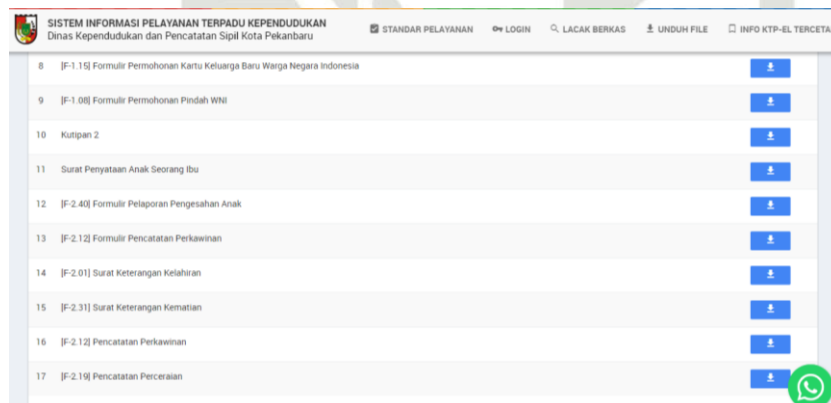 SISTEM INFORMASI PELAYANAN TERPADU KEPENDUDUKAN
Dinas Kependudukan dan Pencatatan Sipil Kota Pekanbaru
STANDAR PELAYANAN LOGIN LACAK BERKAS UNDUH FILE INFO KTP-EL TERCETA
8 [F-1.15] Formulir Permohonan Kartu Keluarga Baru Warga Negara Indonesia
9 [F-1.08] Formulir Permohonan Pindah WNI
10 Kutipan 2
11 Surat Penyataan Anak Seorang Ibu
12 [F-2.40] Formulir Pelaporan Pengesahan Anak
13 [F-2.12] Formulir Pencatatan Perkawinan
14 [F-2.01] Surat Keterangan Kelahiran
15 [F-2.31] Surat Keterangan Kematian
16 [F-2.12] Pencatatan Perkawinan
17 [F-2.19] Pencatatan Perceraian